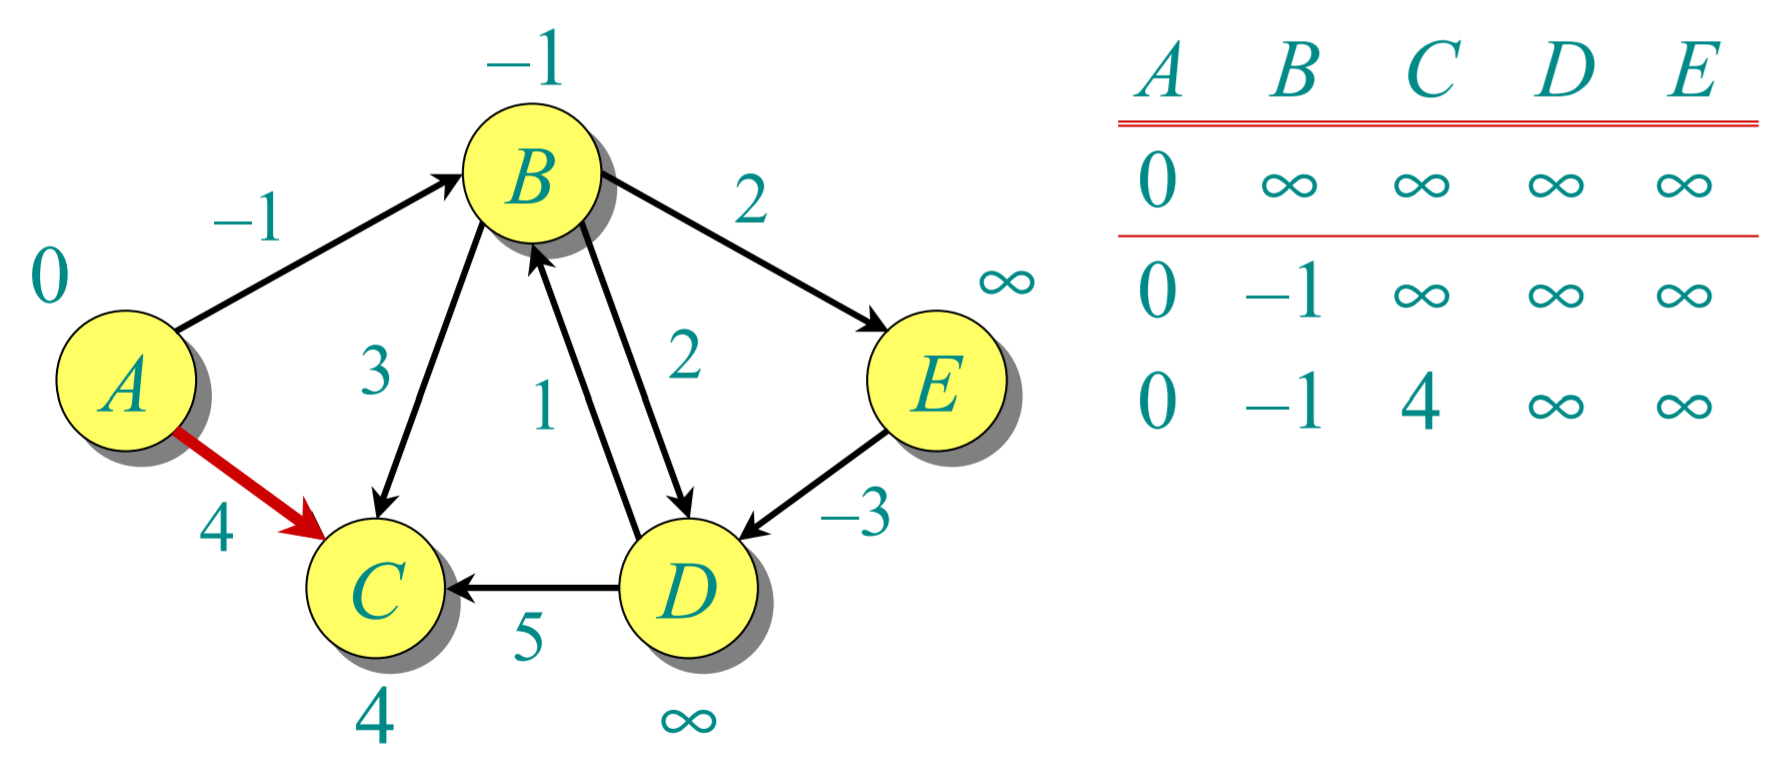 –1
B
–1
2
0
∞
A
3
1
2
E
4
–3
C
D
5
4
∞
A B C D E
0 ∞ ∞ ∞ ∞
0 –1 ∞ ∞ ∞
0 –1 4 ∞ ∞